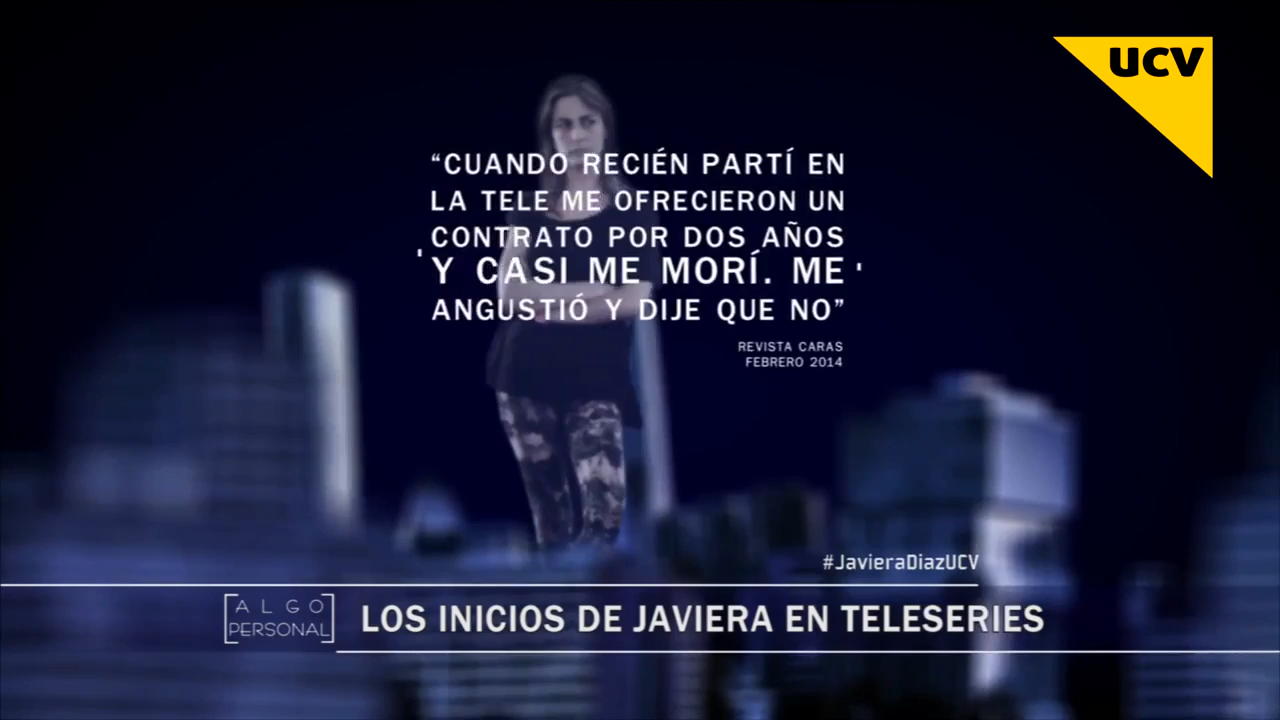 UCV
“CUANDO RECIÉN PARTÍ EN
LA TELE ME OFRECIERON UN
CONTRATO POR DOS AÑOS
' Y CASI ME MORÍ. ME '
ANGUSTIÓ Y DIJE QUE NO”
REVISTA CARAS
FEBRERO 2014
#JavieraDiazUCV
[ALGO
PERSONAL]
LOS INICIOS DE JAVIERA EN TELESERIES